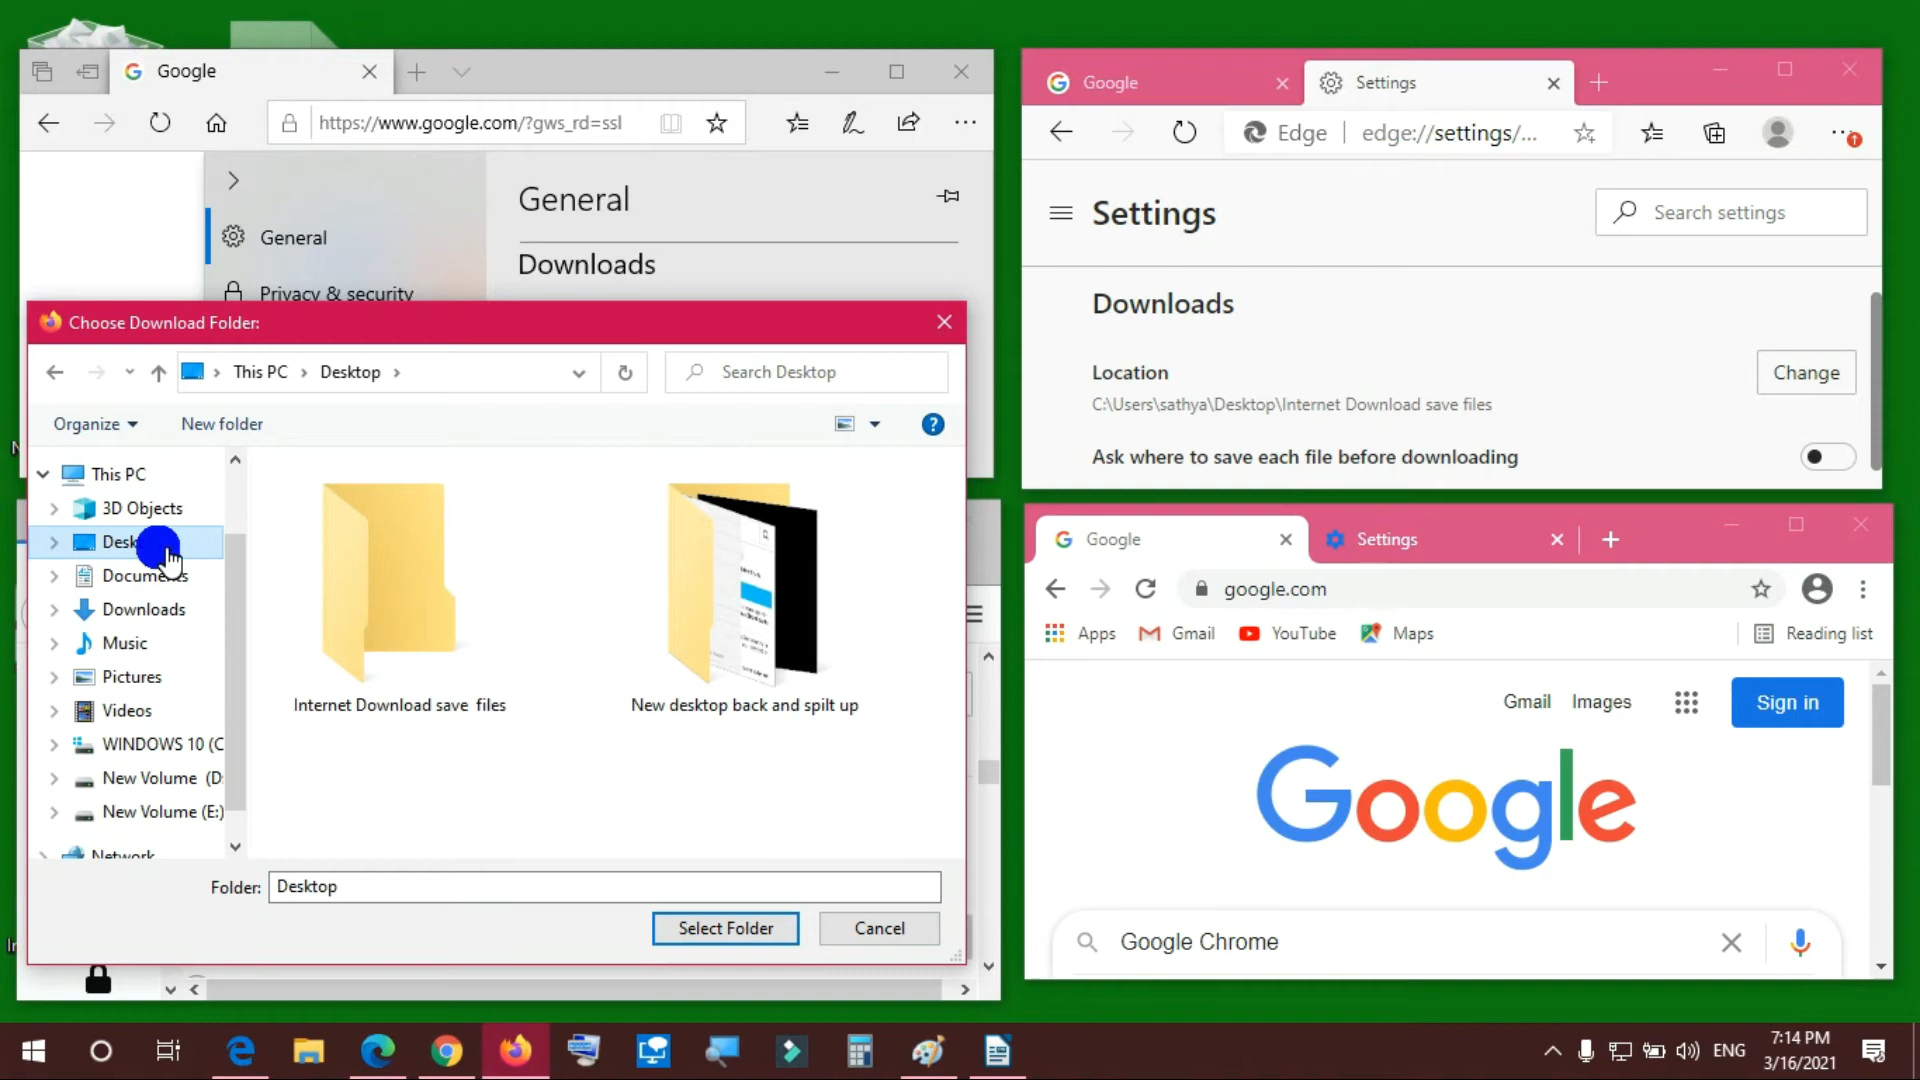 Google
https://www.google.com/?gws_rd=ssl
General
General
Downloads
Privacy & security
Choose Download Folder:
This PC
Desktop
Search Desktop
Organize
New folder
This PC
3D Objects
Documents
Downloads
Music
Pictures
Videos
WINDOWS 10 (C
New Volume (D:
New Volume (E:)
Network
Internet Download save files
New desktop back and spilt up
Folder:
Desktop
Select Folder
Cancel
Google
Settings
Edge
edge://settings/...
Settings
Search settings
Downloads
Location
Change
C:\Users\sathya\Desktop\Internet Download save files
Ask where to save each file before downloading
Google
Settings
google.com
Apps
Gmail
YouTube
Maps
Reading list
Gmail
Images
Sign in
Google
Google Chrome
ENG
7:14 PM
3/16/2021